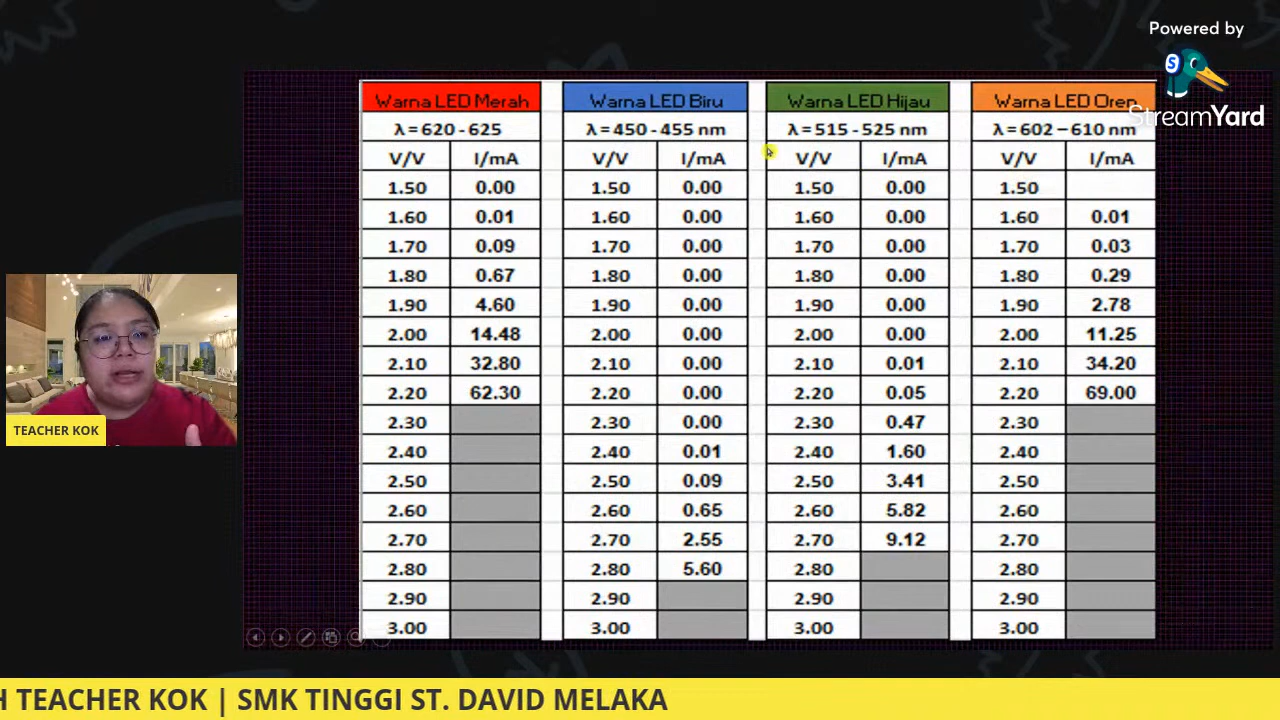 Powered by
StreamYard
Warna LED Merah Warna LED Biru Warna LED Hijau Warna LED Oren
λ = 620 - 625 λ = 450 - 455 nm λ = 515 - 525 nm λ = 602 – 610 nm
V/V I/mA V/V I/mA V/V I/mA V/V I/mA
1.50 0.00 1.50 0.00 1.50 0.00 1.50
1.60 0.01 1.60 0.00 1.60 0.00 1.60 0.01
1.70 0.09 1.70 0.00 1.70 0.00 1.70 0.03
1.80 0.67 1.80 0.00 1.80 0.00 1.80 0.29
1.90 4.60 1.90 0.00 1.90 0.00 1.90 2.78
2.00 14.48 2.00 0.00 2.00 0.00 2.00 11.25
2.10 32.80 2.10 0.00 2.10 0.01 2.10 34.20
2.20 62.30 2.20 0.00 2.20 0.05 2.20 69.00
2.30 2.30 0.00 2.30 0.47 2.30
2.40 2.40 0.01 2.40 1.60 2.40
2.50 2.50 0.09 2.50 3.41 2.50
2.60 2.60 0.65 2.60 5.82 2.60
2.70 2.70 2.55 2.70 9.12 2.70
2.80 2.80 5.60 2.80 2.80
2.90 2.90 2.90 2.90
3.00 3.00 3.00 3.00
TEACHER KOK
H TEACHER KOK | SMK TINGGI ST. DAVID MELAKA